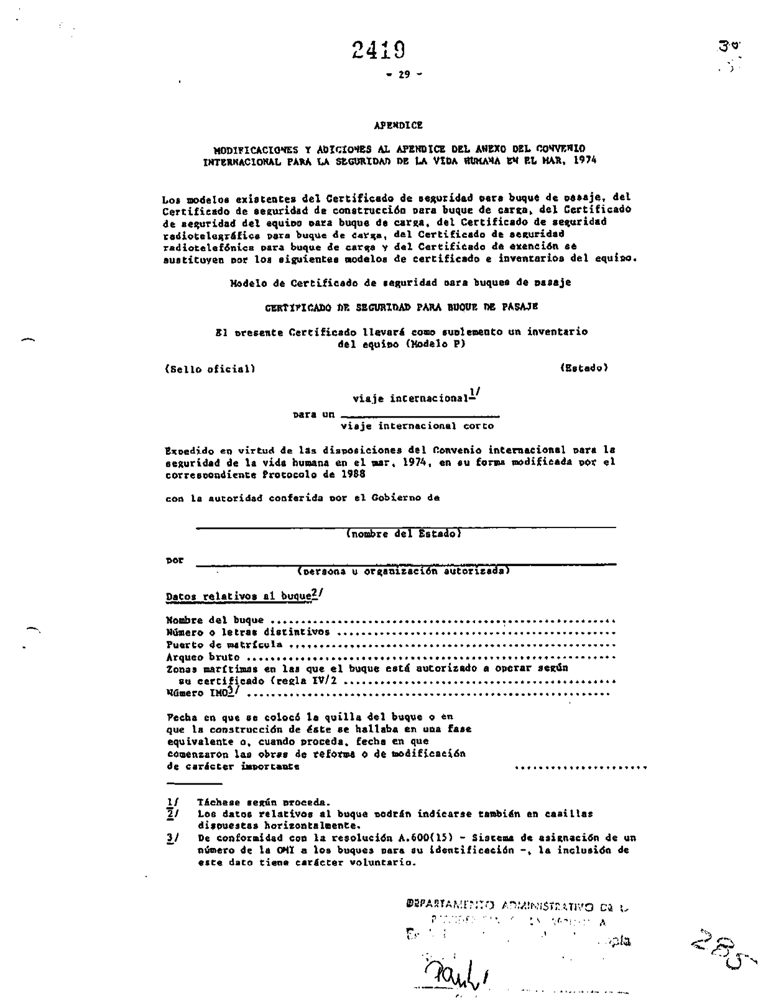 2419
30
- 29 -
APENDICE
MODIFICACIONES Y ADICIONES AL APENDICE DEL ANEXO DEL CONVENIO
INTERNACIONAL PARA LA SEGURIDAD DE LA VIDA HUMANA EN EL MAR, 1974
Los modelos existentes del Certificado de seguridad para buque de pasaje, del
Certificado de seguridad de construcción para buque de carga, del Certificado
de seguridad del equipo para buque de carga, del Certificado de seguridad
radiotelegráfica para buque de carga, del Certificado de seguridad
radiotelefónica para buque de carga y del Certificado de exención se
sustituyen por los siguientes modelos de certificado e inventarios del equipo.
Modelo de Certificado de seguridad para buques de pasaje
CERTIFICADO DE SEGURIDAD PARA BUQUE DE PASAJE
El presente Certificado llevará como suplemento un inventario
del equipo (Modelo P)
(Sello oficial) (Estado)
viaje internacional 1/
para un
viaje internacional corto
Expedido en virtud de las disposiciones del Convenio internacional para la
seguridad de la vida humana en el mar, 1974, en su forma modificada por el
correspondiente Protocolo de 1988
con la autoridad conferida por el Gobierno de
(nombre del Estado)
por
(persona u organización autorizada)
Datos relativos al buque 2/
Nombre del buque ........................................................
Número o letras distintivos .............................................
Puerto de matrícula .....................................................
Arqueo bruto ............................................................
Zonas marítimas en las que el buque está autorizado a operar según
su certificado (regla IV/2 ............................................
Número IMO 3/ ...........................................................
Fecha en que se colocó la quilla del buque o en
que la construcción de éste se hallaba en una fase
equivalente o, cuando proceda, fecha en que
comenzaron las obras de reforma o de modificación
de carácter importante ......................
1/ Táchese según proceda.
2/ Los datos relativos al buque podrán indicarse también en casillas
dispuestas horizontalmente.
3/ De conformidad con la resolución A.600(15) - Sistema de asignación de un
número de la OMI a los buques para su identificación -, la inclusión de
este dato tiene carácter voluntario.
DEPARTAMENTO ADMINISTRATIVO DE
285